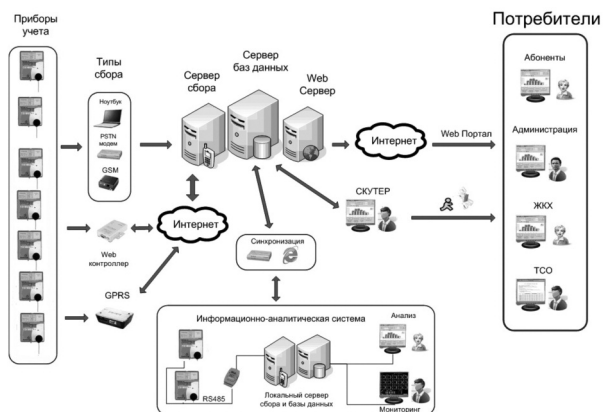 Приборы
учета
Типы
сбора
Ноутбук
PSTN
модем
GSM
Web
контроллер
GPRS
Сервер
сбора
Сервер
баз данных
Web
Сервер
Интернет
Интернет
Web Портал
СКУТЕР
Синхронизация
Информационно-аналитическая система
RS485
Локальный сервер
сбора и базы данных
Анализ
Мониторинг
Потребители
Абоненты
Администрация
ЖКХ
ТСО